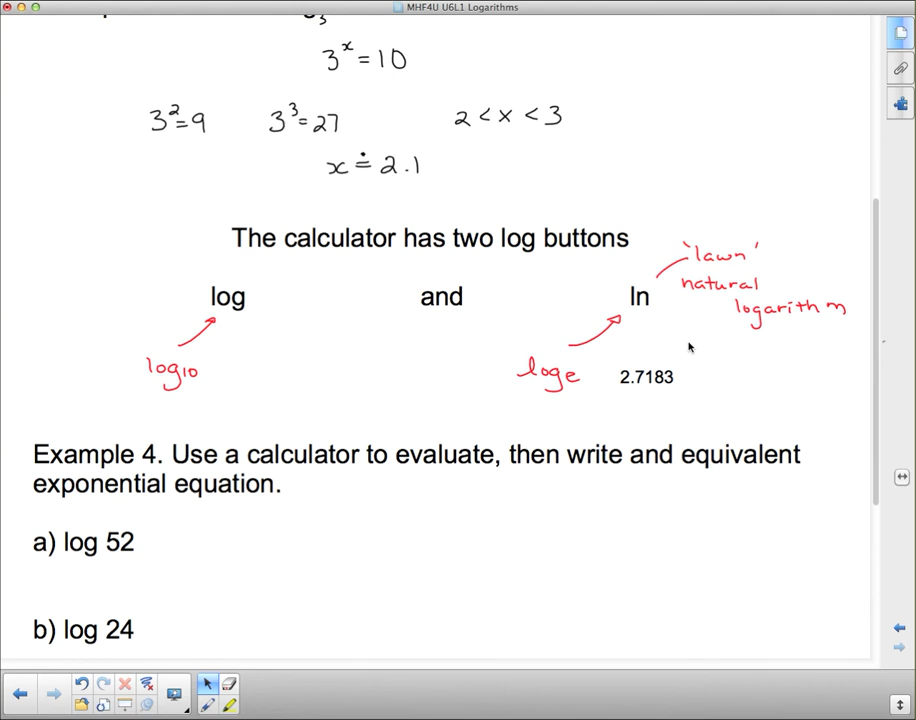 MHF4U U6L1 Logarithms
3
3^x = 10
3^2 = 9 3^3 = 27 2 < x < 3
x ≐ 2.1
The calculator has two log buttons
'lawn'
log and ln natural
logarithm
log10 loge 2.7183
Example 4. Use a calculator to evaluate, then write and equivalent
exponential equation.
a) log 52
b) log 24